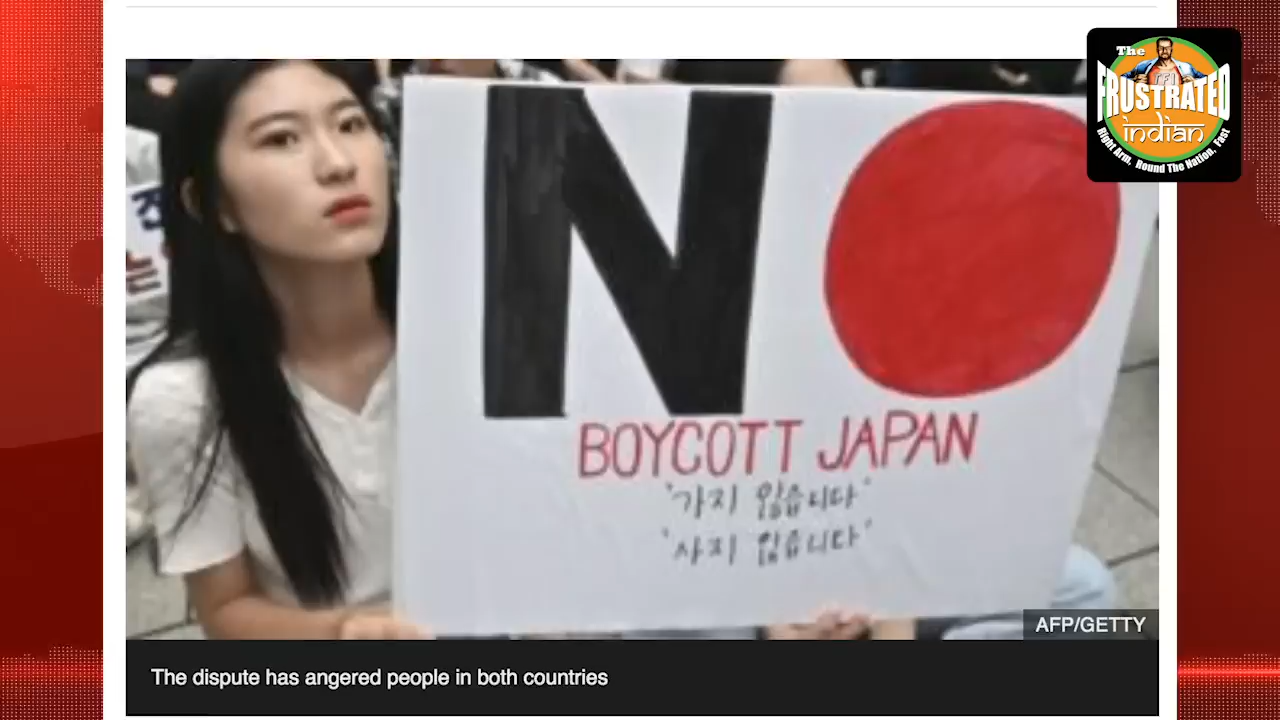 The
FRUSTRATED
indian
Right Arm, Round The Nation, Fast
NO
BOYCOTT JAPAN
'가지 않습니다'
'사지 않습니다'
AFP/GETTY
The dispute has angered people in both countries